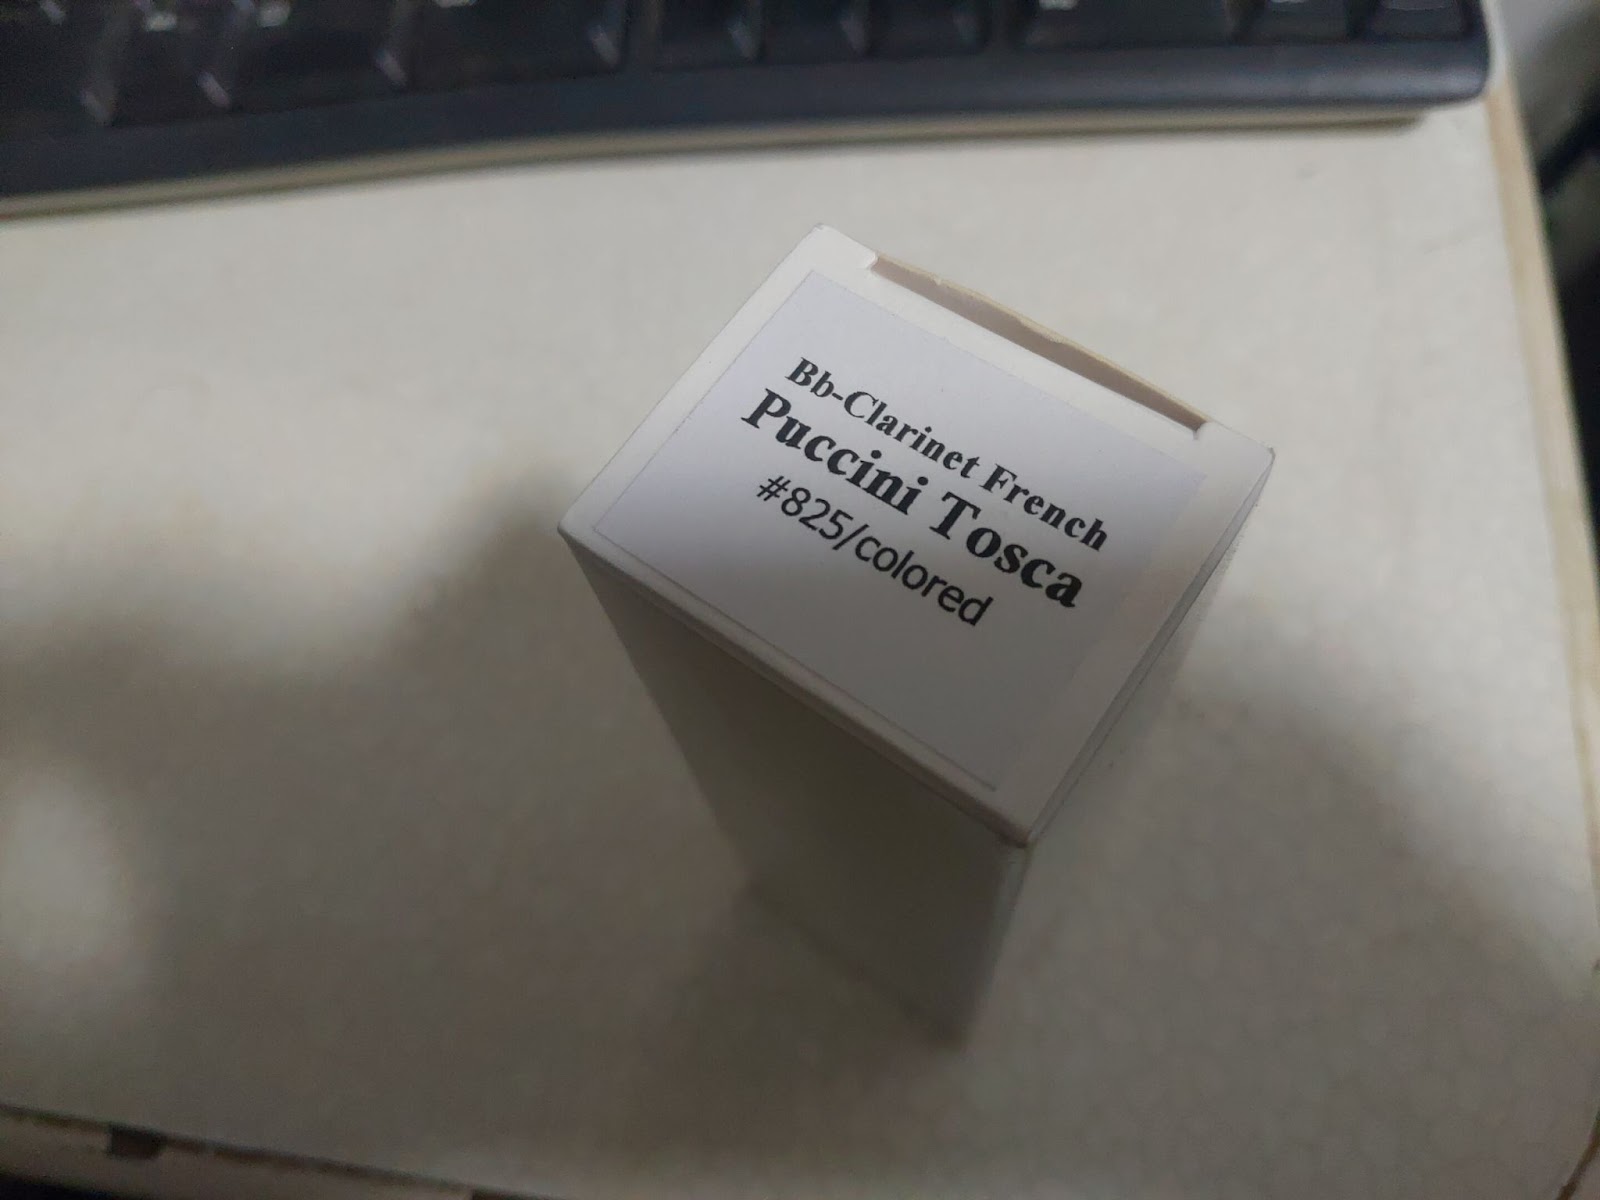 Bb-Clarinet French
Puccini Tosca
#825/colored